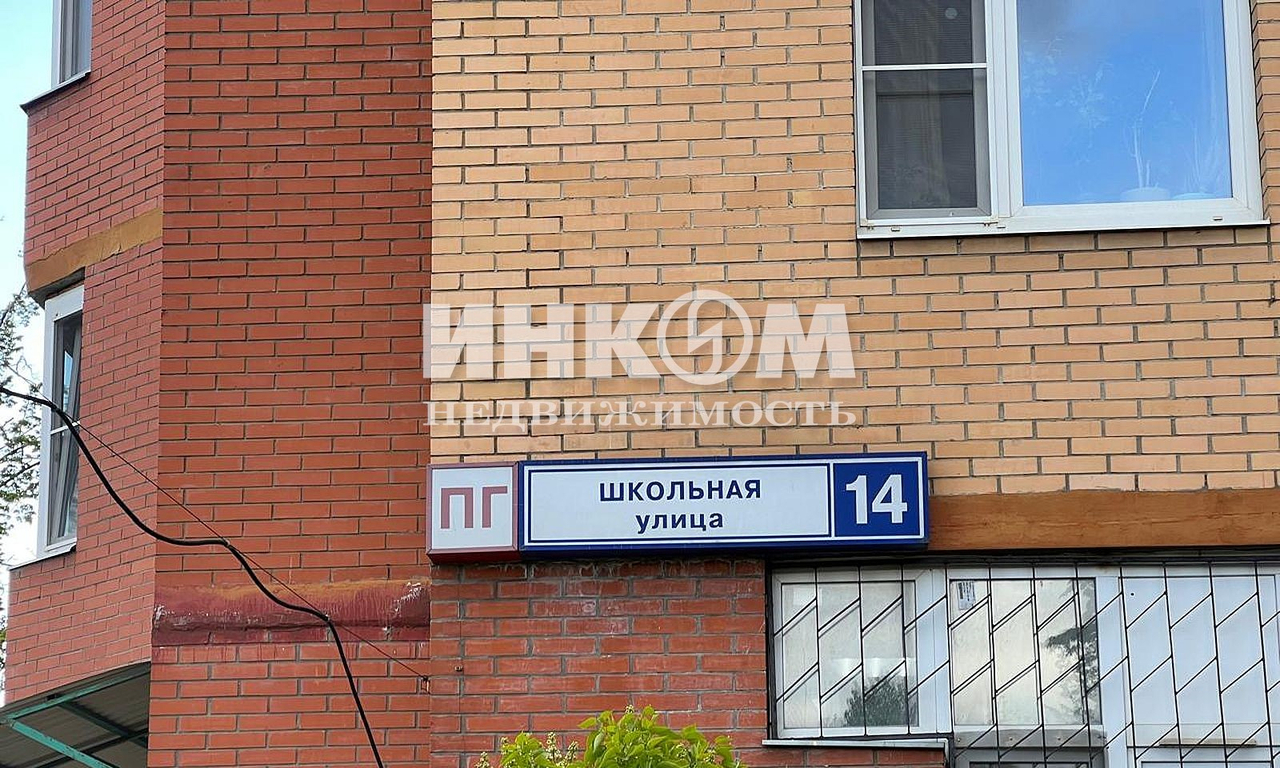 ИНКОМ
НЕДВИЖИМОСТЬ
ПГ
ШКОЛЬНАЯ
улица
14